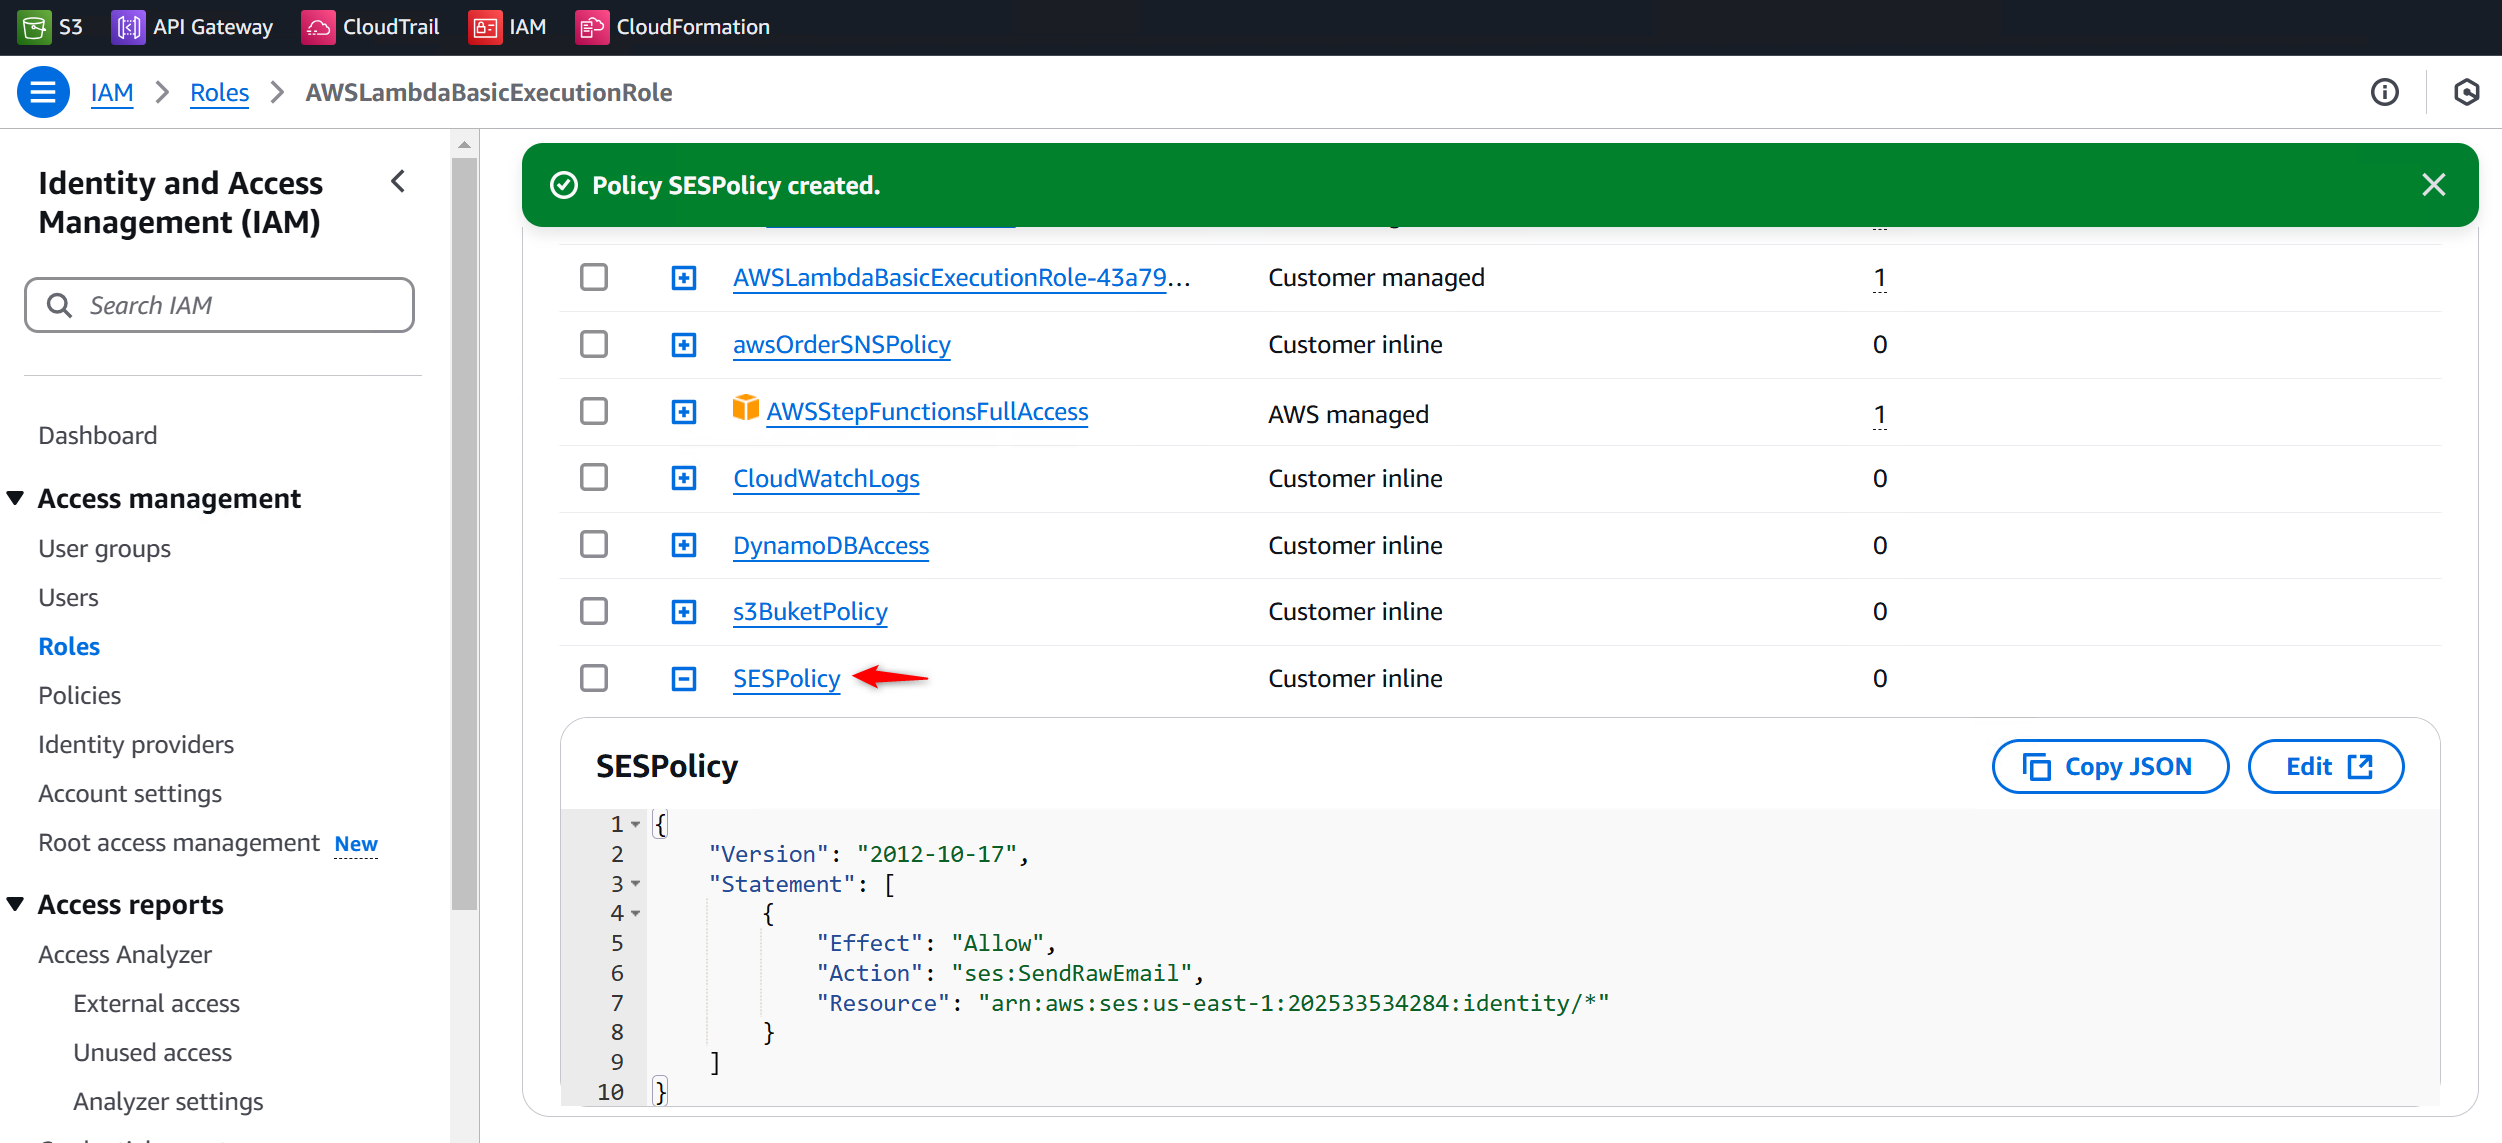 S3 API Gateway CloudTrail IAM CloudFormation
IAM Roles AWSLambdaBasicExecutionRole
Identity and Access
Management (IAM)
Search IAM
Dashboard
Access management
User groups
Users
Roles
Policies
Identity providers
Account settings
Root access management New
Access reports
Access Analyzer
External access
Unused access
Analyzer settings
Policy SESPolicy created.
AWSLambdaBasicExecutionRole-43a79... Customer managed 1
awsOrderSNSPolicy Customer inline 0
AWSStepFunctionsFullAccess AWS managed 1
CloudWatchLogs Customer inline 0
DynamoDBAccess Customer inline 0
s3BuketPolicy Customer inline 0
SESPolicy Customer inline 0
SESPolicy Copy JSON Edit
1 {
2 "Version": "2012-10-17",
3 "Statement": [
4 {
5 "Effect": "Allow",
6 "Action": "ses:SendRawEmail",
7 "Resource": "arn:aws:ses:us-east-1:202533534284:identity/*"
8 }
9 ]
10 }